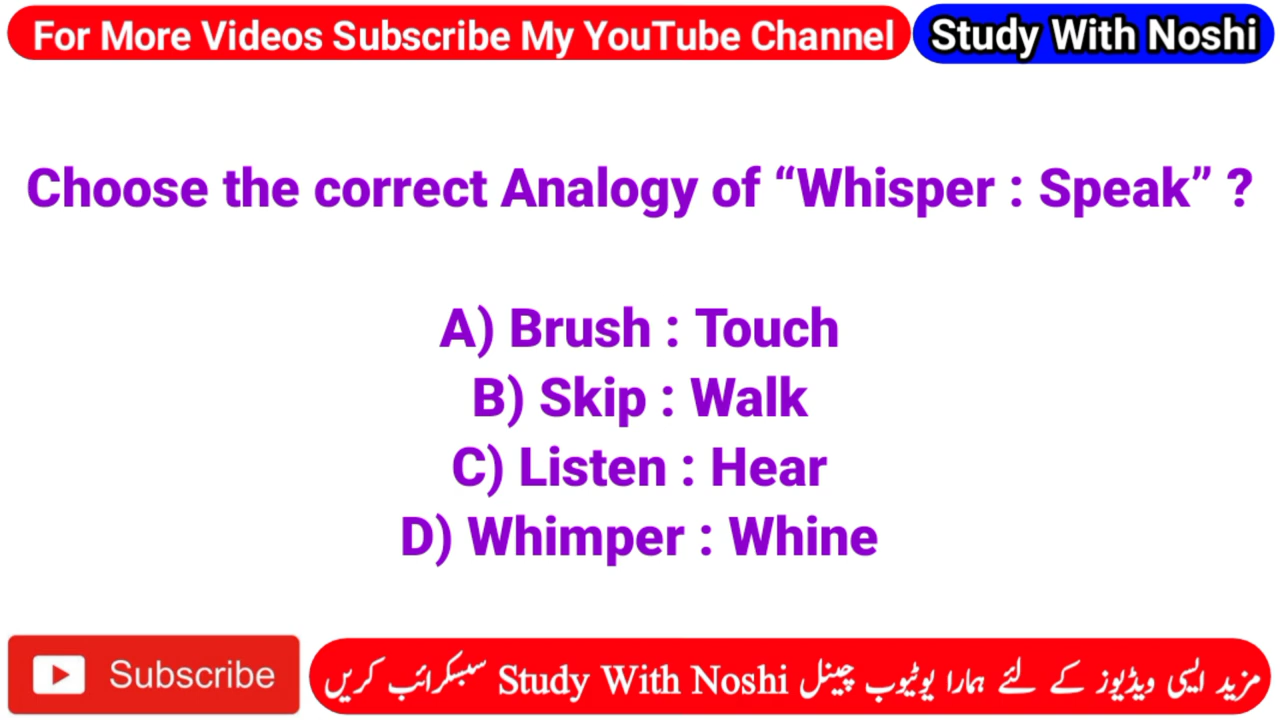 For More Videos Subscribe My YouTube Channel
Study With Noshi
Choose the correct Analogy of “Whisper : Speak” ?
A) Brush : Touch
B) Skip : Walk
C) Listen : Hear
D) Whimper : Whine
Subscribe
مزید ایسی ویڈیوز کے لئے ہمارا یوٹیوب چینل Study With Noshi سبسکرائب کریں